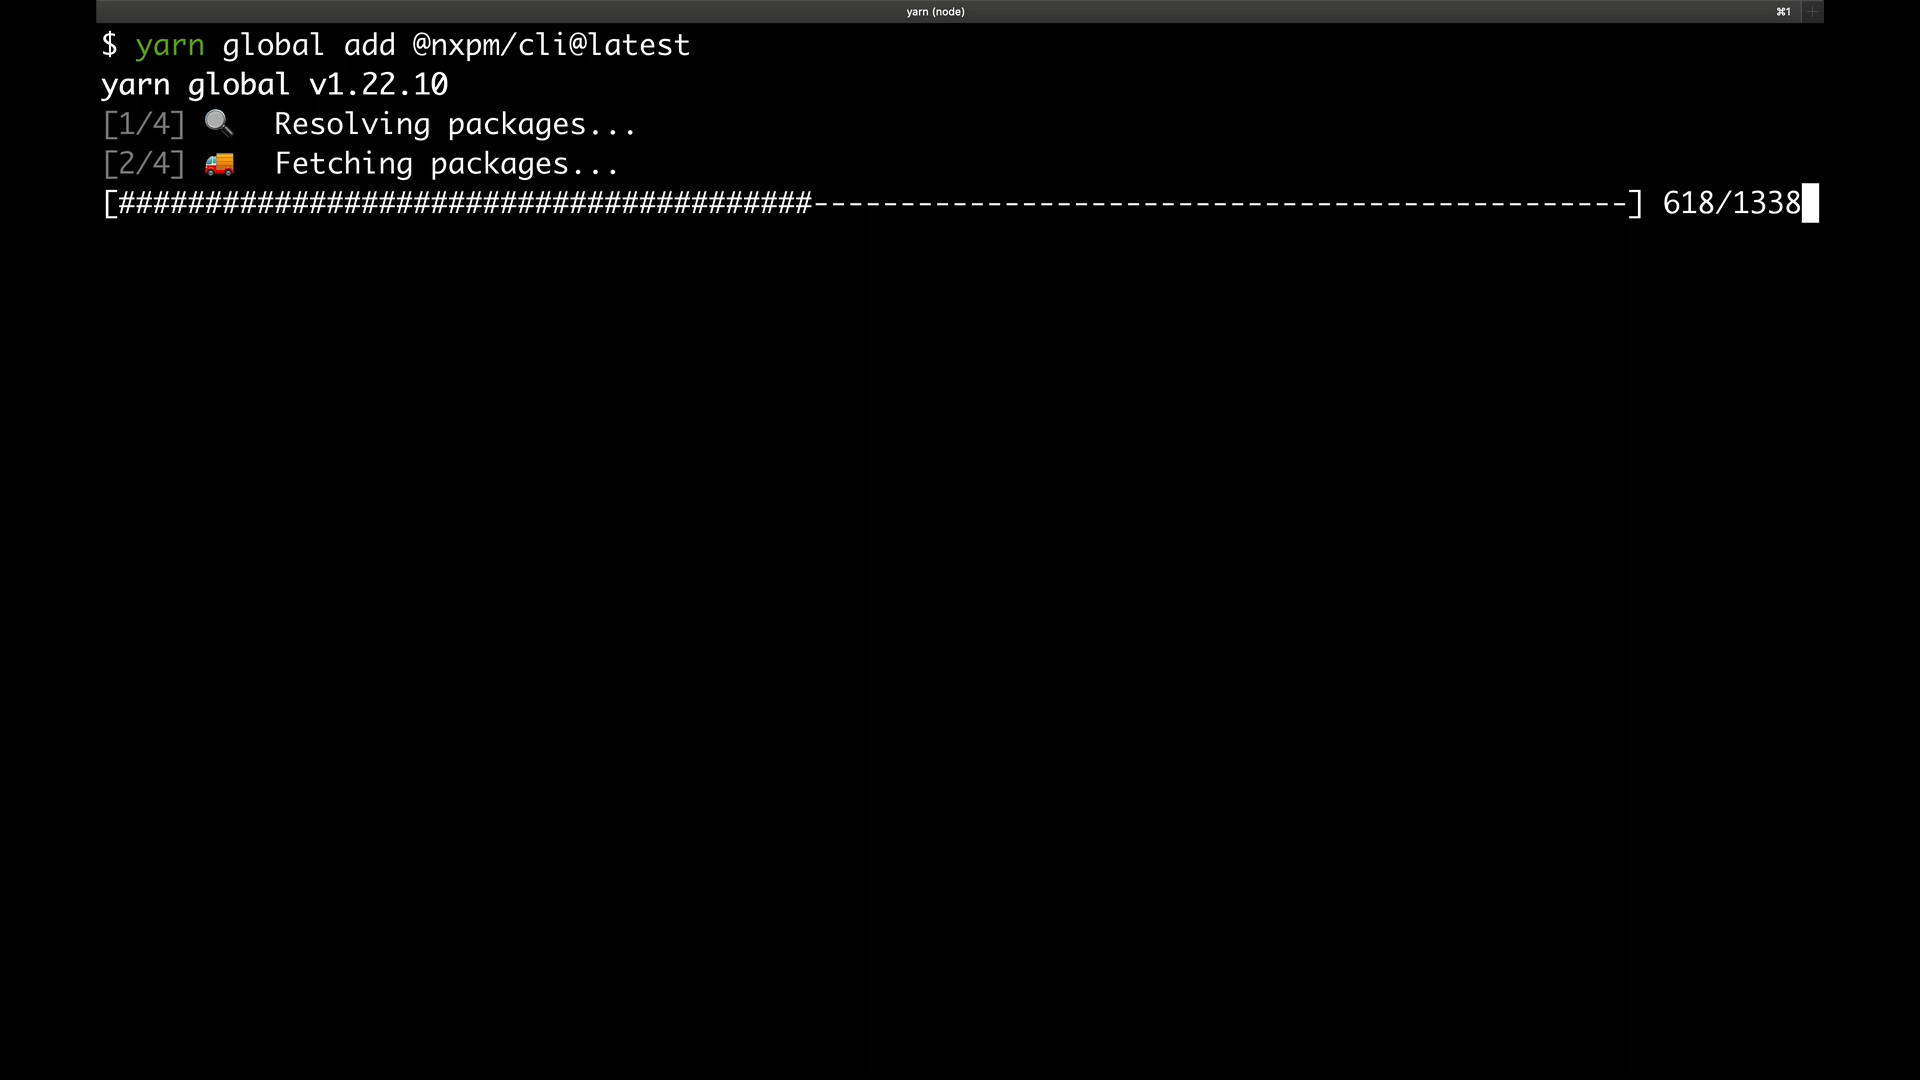 yarn (node)
⌘1
$ yarn global add @nxpm/cli@latest
yarn global v1.22.10
[1/4] 🔍 Resolving packages...
[2/4] 🚚 Fetching packages...
[########################################-----------------------------------------------] 618/1338